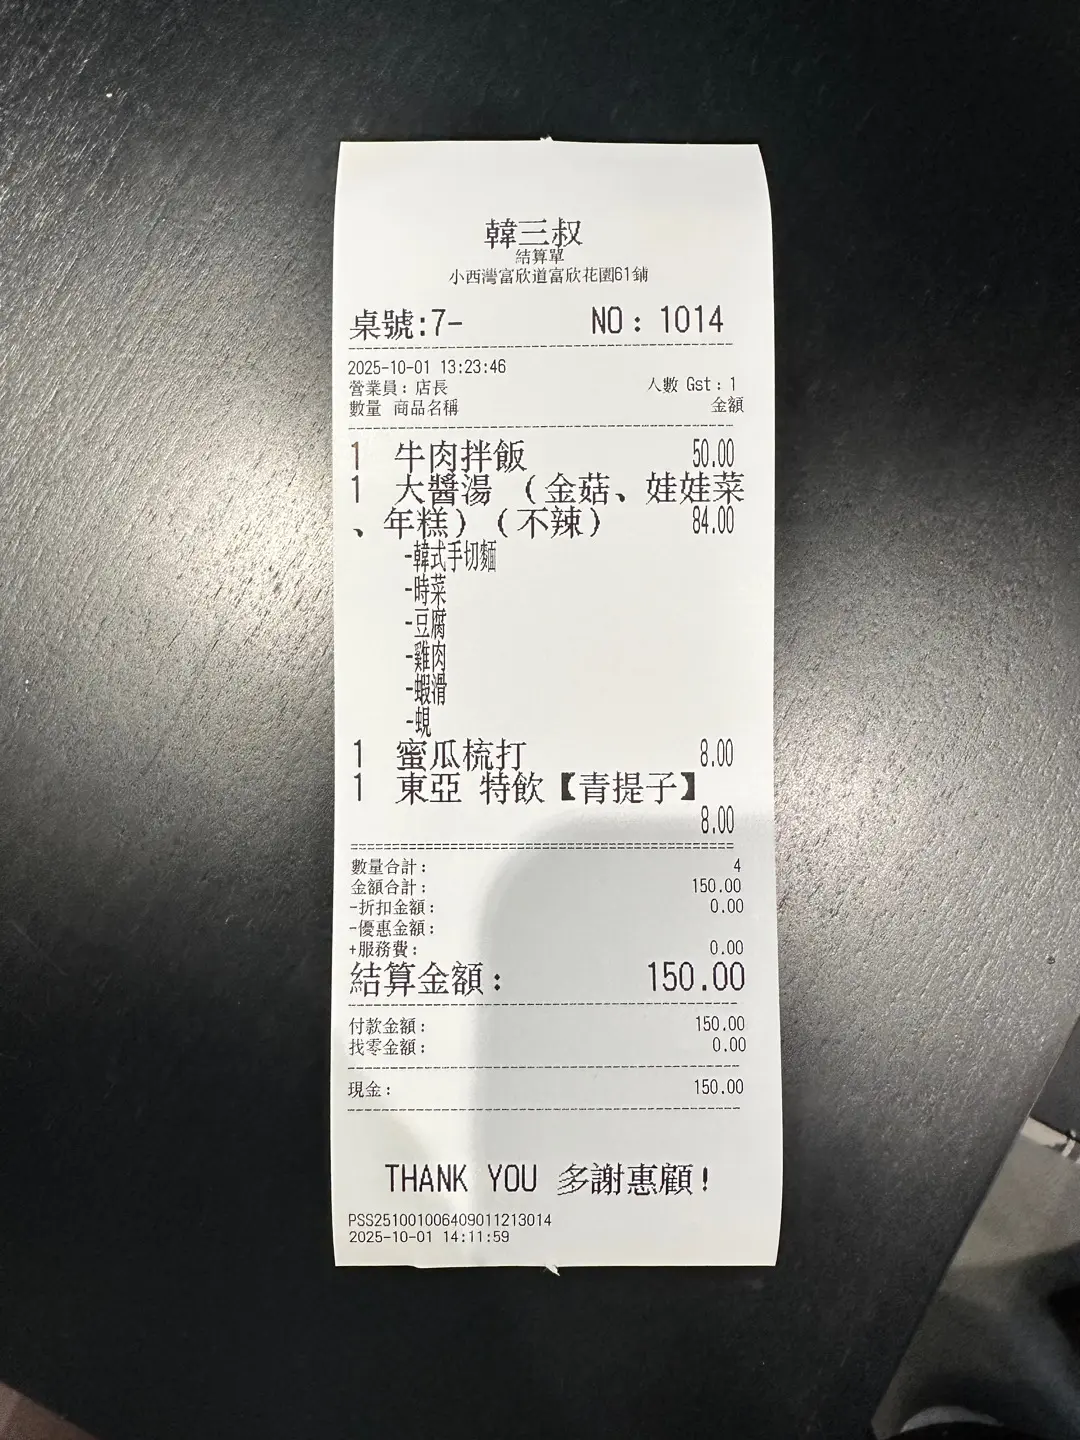 韓三叔
結算單
小西灣富欣道富欣花園61鋪
桌號:7- NO: 1014
2025-10-01 13:23:46
營業員: 店長 人數 Gst: 1
數量 商品名稱 金額
1 牛肉拌飯 50.00
1 大醬湯 (金菇、娃娃菜
、年糕) (不辣) 84.00
-韓式手切麵
-時菜
-豆腐
-雞肉
-蝦滑
-蜆
1 蜜瓜梳打 8.00
1 東亞 特飲【青提子】
8.00
數量合計: 4
金額合計: 150.00
-折扣金額: 0.00
-優惠金額:
+服務費: 0.00
結算金額: 150.00
付款金額: 150.00
找零金額: 0.00
現金: 150.00
THANK YOU 多謝惠顧!
PSS251001006409011213014
2025-10-01 14:11:59